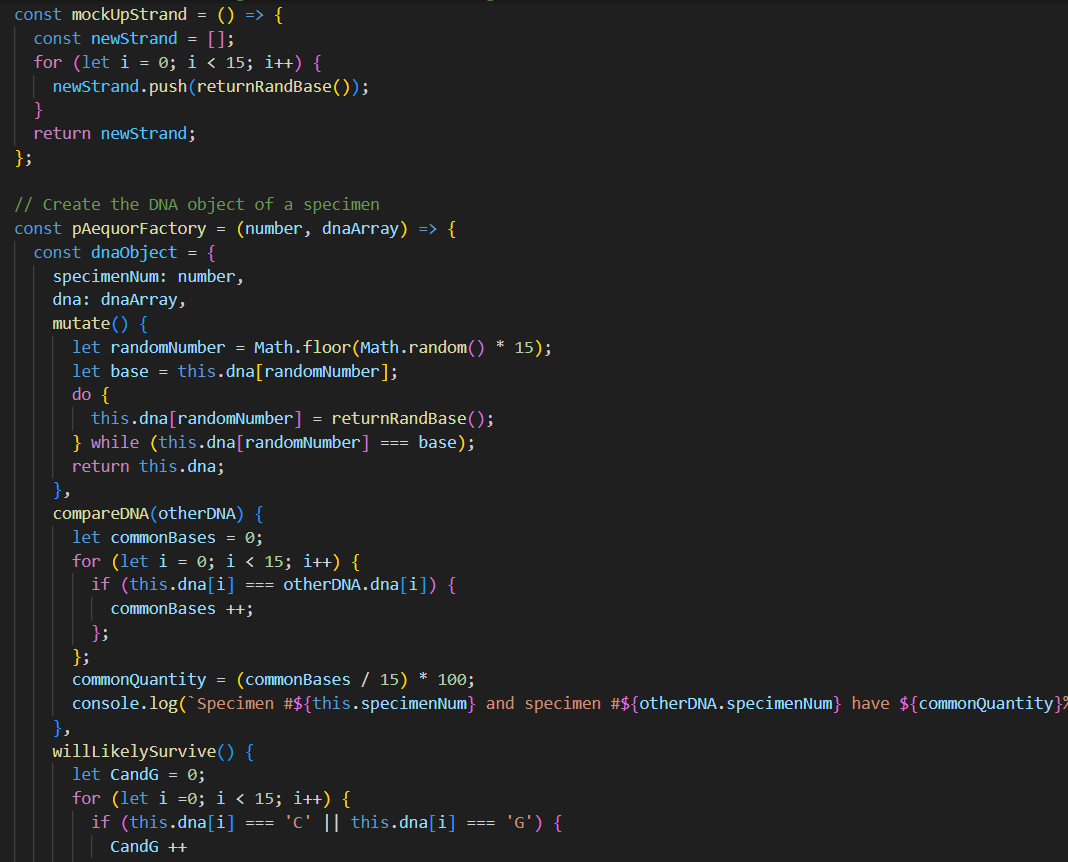 const mockUpStrand = () => {
  const newStrand = [];
  for (let i = 0; i < 15; i++) {
    newStrand.push(returnRandBase());
  }
  return newStrand;
};

// Create the DNA object of a specimen
const pAequorFactory = (number, dnaArray) => {
  const dnaObject = {
    specimenNum: number,
    dna: dnaArray,
    mutate() {
      let randomNumber = Math.floor(Math.random() * 15);
      let base = this.dna[randomNumber];
      do {
        this.dna[randomNumber] = returnRandBase();
      } while (this.dna[randomNumber] === base);
      return this.dna;
    },
    compareDNA(otherDNA) {
      let commonBases = 0;
      for (let i = 0; i < 15; i++) {
        if (this.dna[i] === otherDNA.dna[i]) {
          commonBases ++;
        };
      };
      commonQuantity = (commonBases / 15) * 100;
      console.log(`Specimen #${this.specimenNum} and specimen #${otherDNA.specimenNum} have ${commonQuantity}%
    },
    willLikelySurvive() {
      let CandG = 0;
      for (let i =0; i < 15; i++) {
        if (this.dna[i] === 'C' || this.dna[i] === 'G') {
          CandG ++